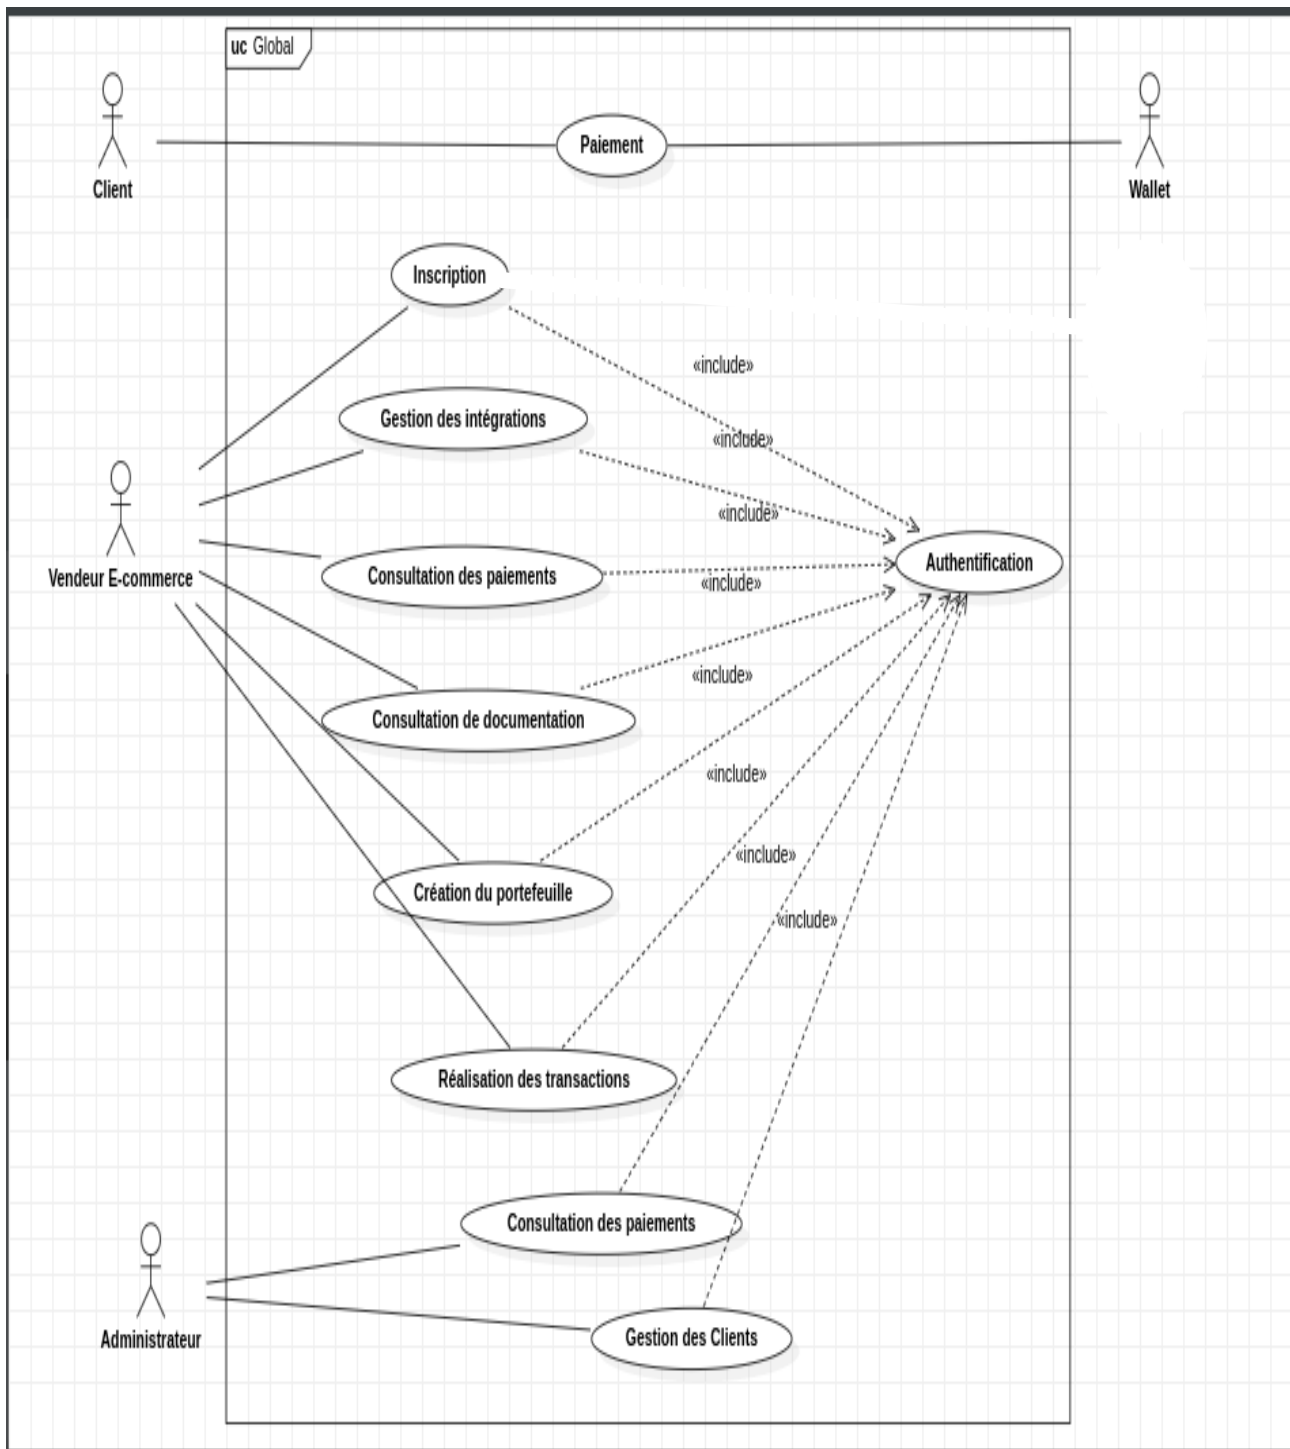 uc Global
Client
Paiement
Wallet
Inscription
«include»
Gestion des intégrations
«include»
«include»
Vendeur E-commerce
Consultation des paiements
«include»
Authentification
«include»
Consultation de documentation
«include»
«include»
Création du portefeuille
«include»
Réalisation des transactions
Consultation des paiements
Administrateur
Gestion des Clients